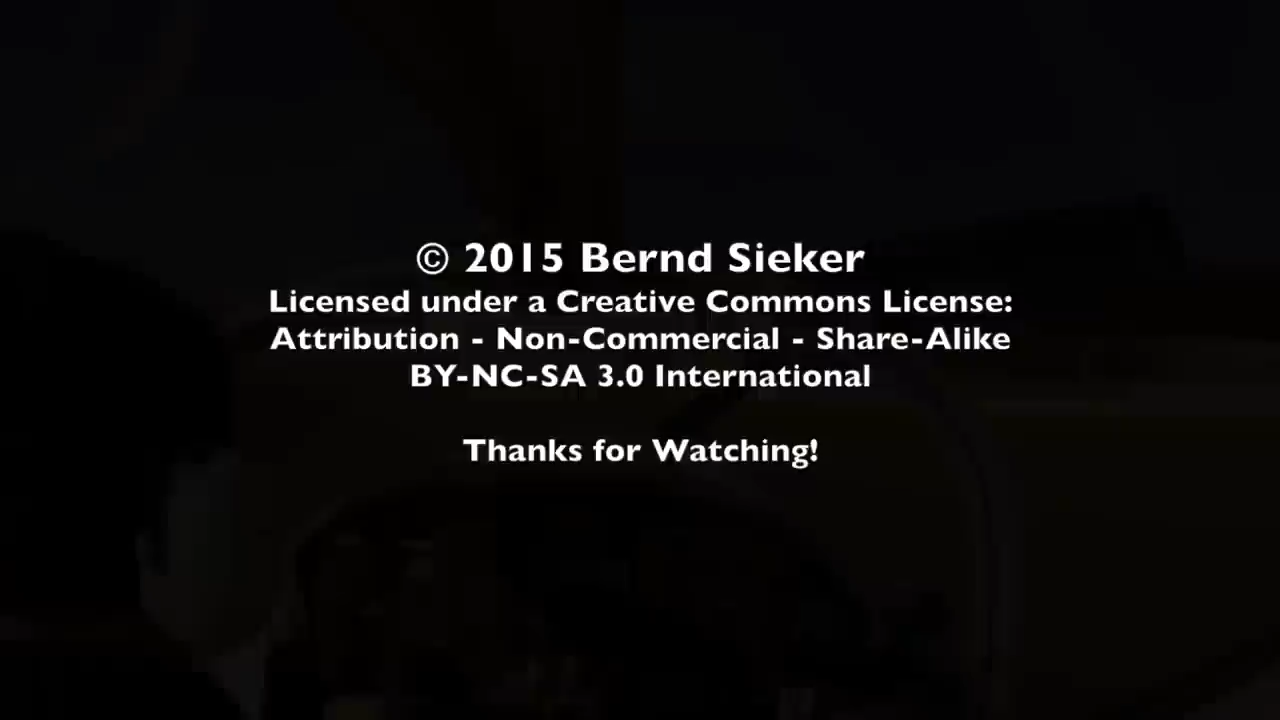 © 2015 Bernd Sieker
Licensed under a Creative Commons License:
Attribution - Non-Commercial - Share-Alike
BY-NC-SA 3.0 International
Thanks for Watching!